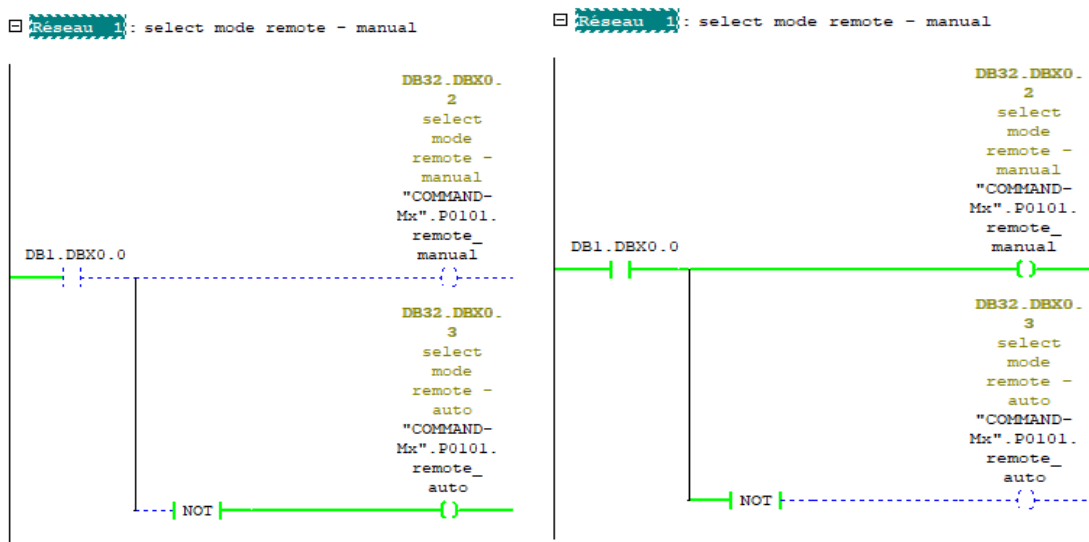 Réseau 1: select mode remote - manual
DB32.DBX0.
2
select
mode
remote -
manual
"COMMAND-
Mx".P0101.
remote_
manual
DB1.DBX0.0
DB32.DBX0.
3
select
mode
remote -
auto
"COMMAND-
Mx".P0101.
remote_
auto
NOT
Réseau 1: select mode remote - manual
DB32.DBX0.
2
select
mode
remote -
manual
"COMMAND-
Mx".P0101.
remote_
manual
DB1.DBX0.0
DB32.DBX0.
3
select
mode
remote -
auto
"COMMAND-
Mx".P0101.
remote_
auto
NOT